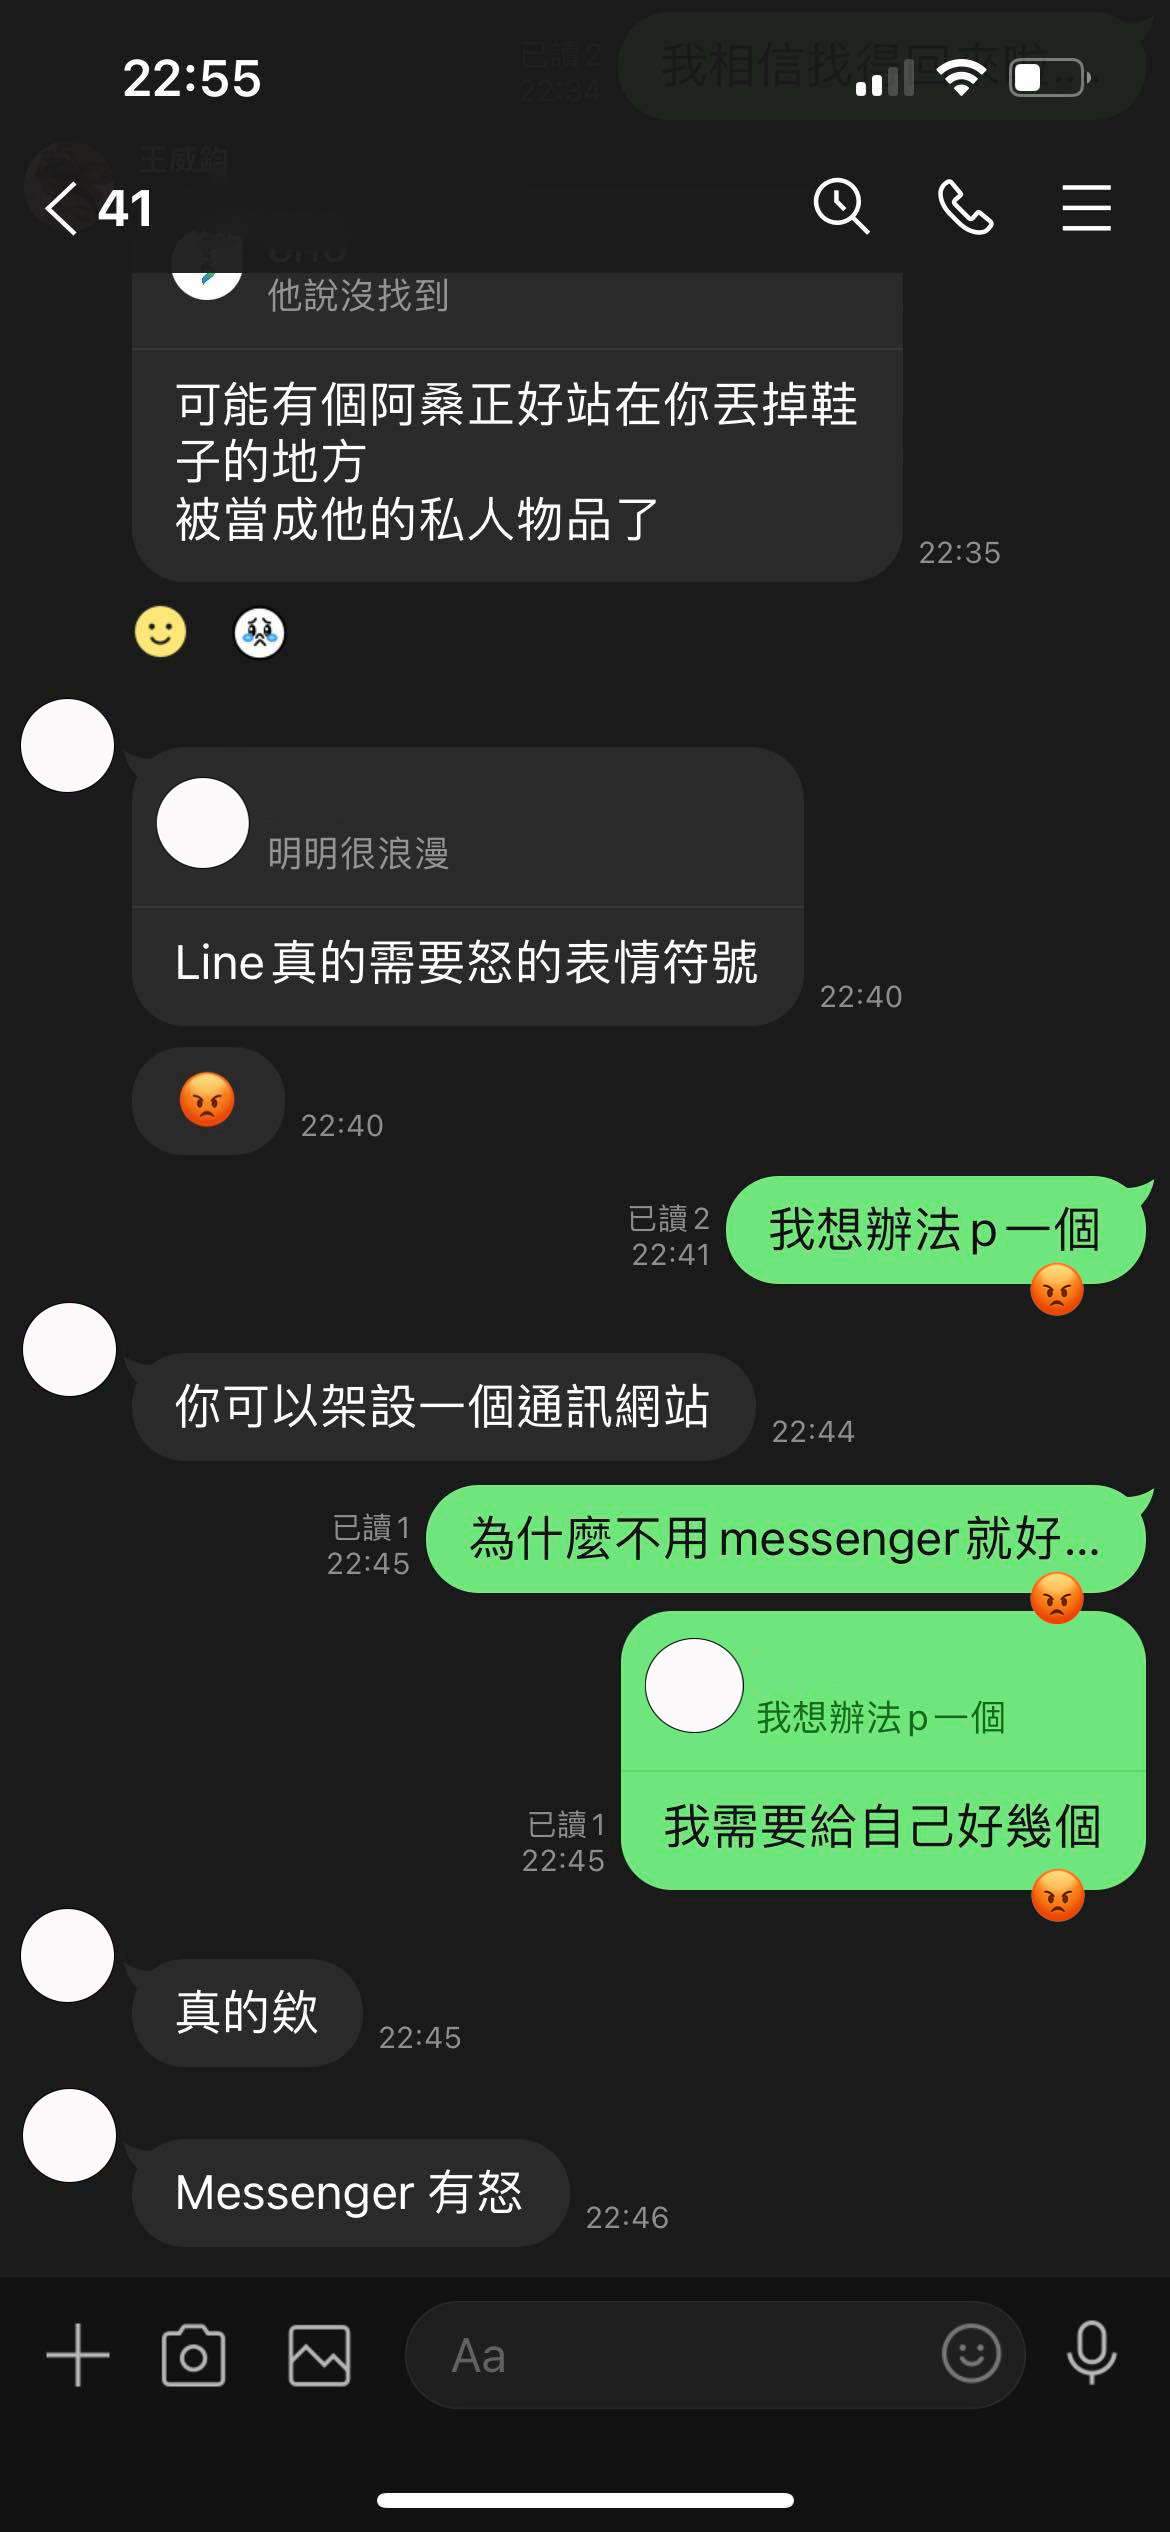 22:55
已讀 2
22:34
我相信找得回來啦....
王威鈞
41
他說沒找到
可能有個阿桑正好站在你丟掉鞋
子的地方
被當成他的私人物品了
22:35
明明很浪漫
Line真的需要怒的表情符號
22:40
22:40
已讀 2
22:41
我想辦法p一個
你可以架設一個通訊網站
22:44
已讀 1
22:45
為什麼不用messenger就好...
我想辦法p一個
已讀 1
22:45
我需要給自己好幾個
真的欸
22:45
Messenger 有怒
22:46
Aa